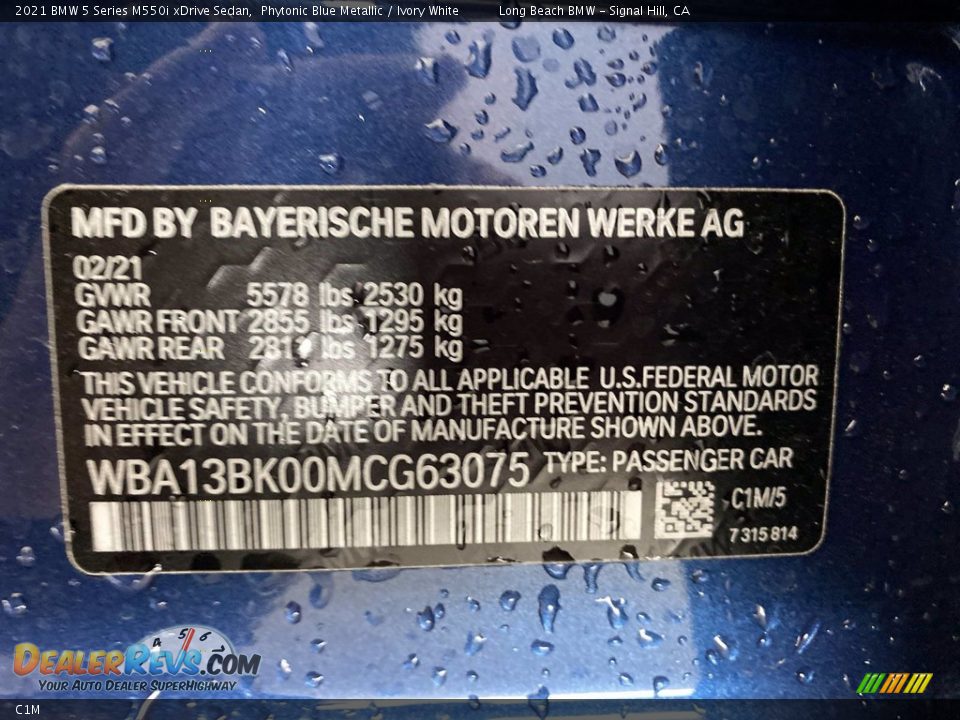 2021 BMW 5 Series M550i xDrive Sedan, Phytonic Blue Metallic / Ivory White Long Beach BMW - Signal Hill, CA
MFD BY BAYERISCHE MOTOREN WERKE AG
02/21
GVWR 5578 lbs 2530 kg
GAWR FRONT 2855 lbs 1295 kg
GAWR REAR lbs 1275 kg
THIS VEHICLE CONFORMS TO ALL APPLICABLE U.S.FEDERAL MOTOR
VEHICLE SAFETY, BUMPER AND THEFT PREVENTION STANDARDS
IN EFFECT ON THE DATE OF MANUFACTURE SHOWN ABOVE.
WBA13BK00MCG63075 TYPE: PASSENGER CAR
C1M/5
7315814
4 5 6
DEALERREVS.COM
YOUR AUTO DEALER SUPERHIGHWAY
C1M